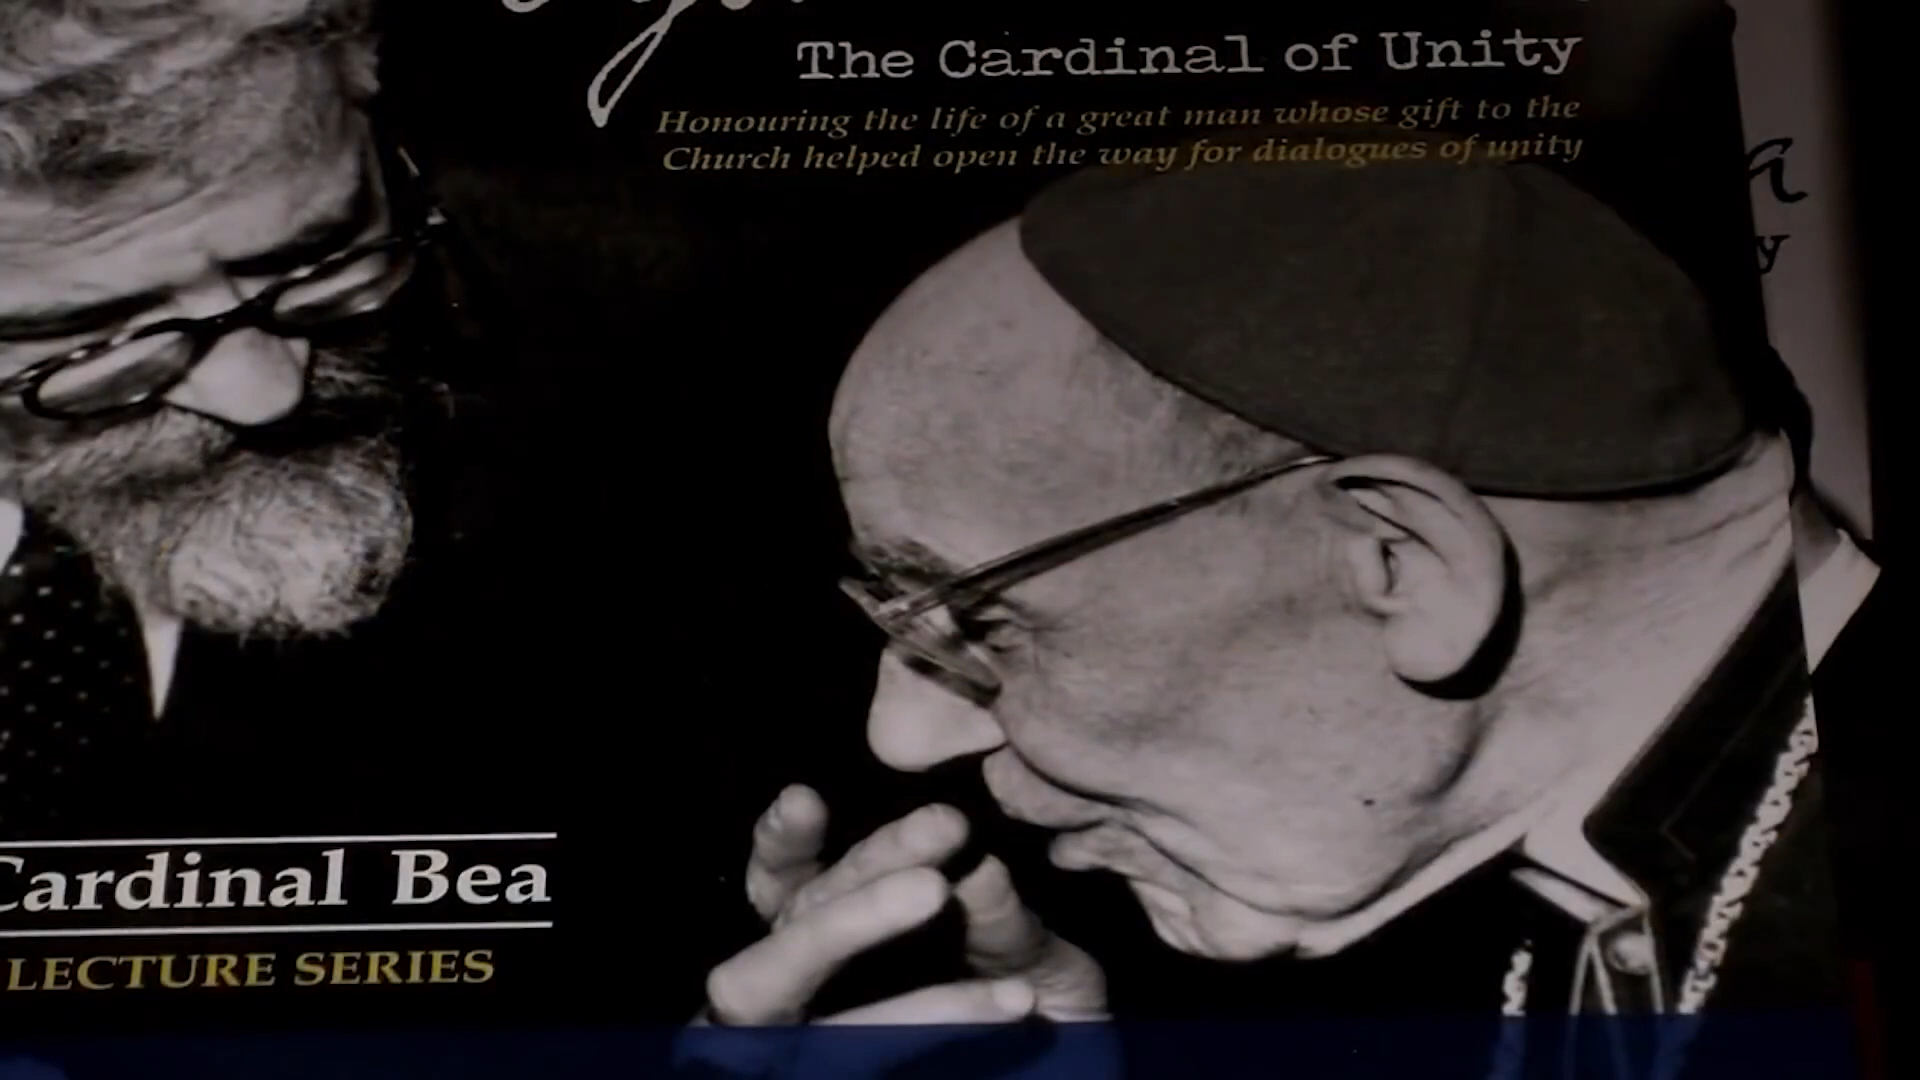 The Cardinal of Unity
Honouring the life of a great man whose gift to the
Church helped open the way for dialogues of unity
Cardinal Bea
LECTURE SERIES